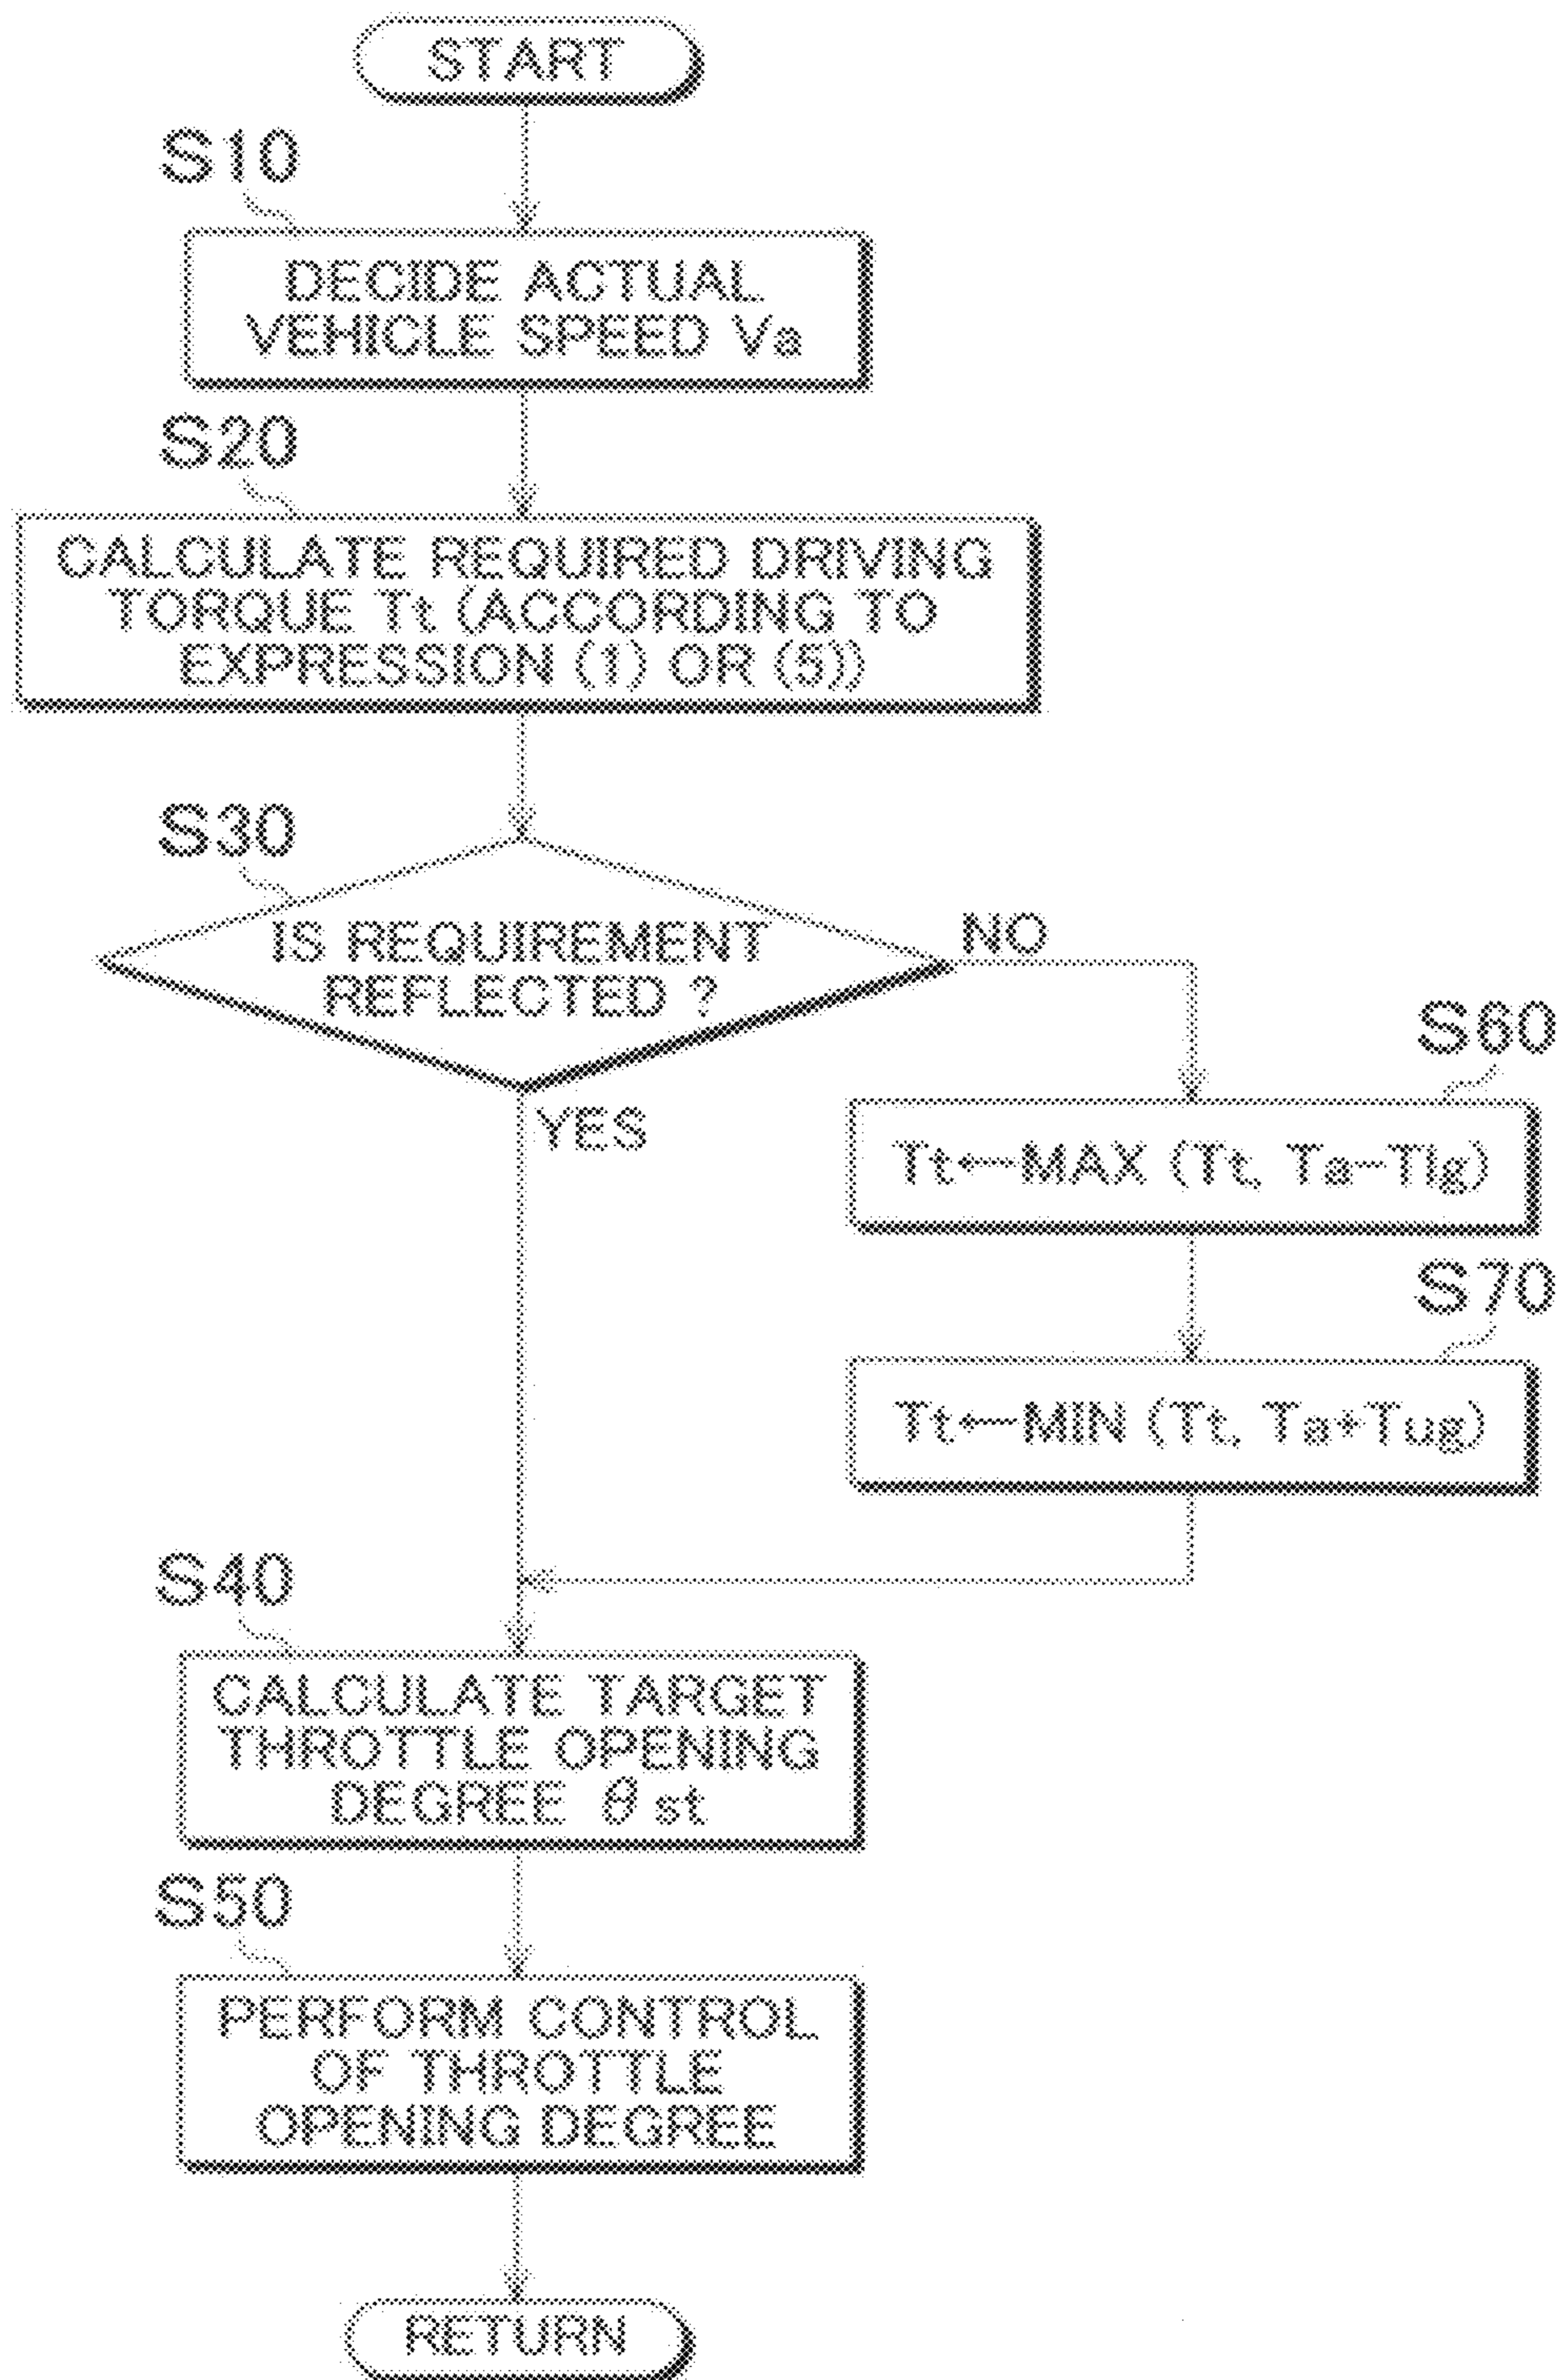 START
S10
DECIDE ACTUAL
VEHICLE SPEED Va
S20
CALCULATE REQUIRED DRIVING
TORQUE Tt (ACCORDING TO
EXPRESSION (1) OR (5))
S30
IS REQUIREMENT
REFLECTED ?
NO
YES
S60
Tt←MAX (Tt, Ta−Tlg)
S70
Tt←MIN (Tt, Ta+Tug)
S40
CALCULATE TARGET
THROTTLE OPENING
DEGREE θst
S50
PERFORM CONTROL
OF THROTTLE
OPENING DEGREE
RETURN